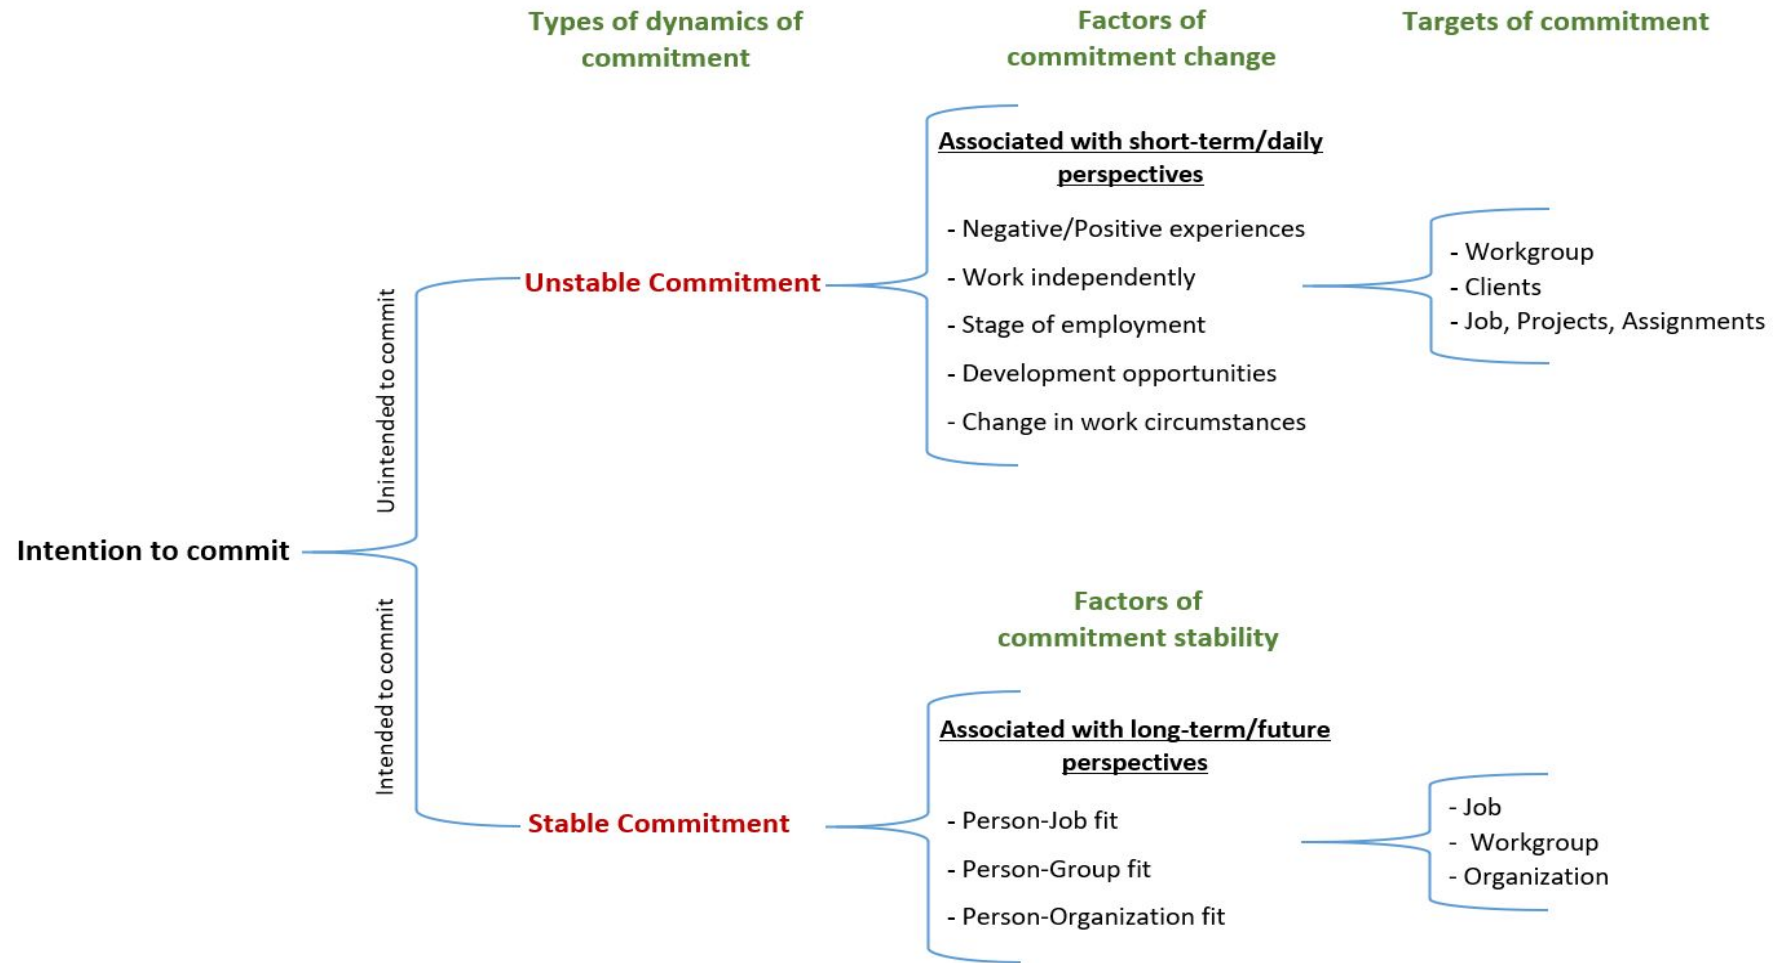 Types of dynamics of
commitment
Factors of
commitment change
Targets of commitment
Associated with short-term/daily
perspectives
- Negative/Positive experiences
- Work independently
- Stage of employment
- Development opportunities
- Change in work circumstances
- Workgroup
- Clients
- Job, Projects, Assignments
Unstable Commitment
Unintended to commit
Intention to commit
Intended to commit
Stable Commitment
Factors of
commitment stability
Associated with long-term/future
perspectives
- Person-Job fit
- Person-Group fit
- Person-Organization fit
- Job
- Workgroup
- Organization